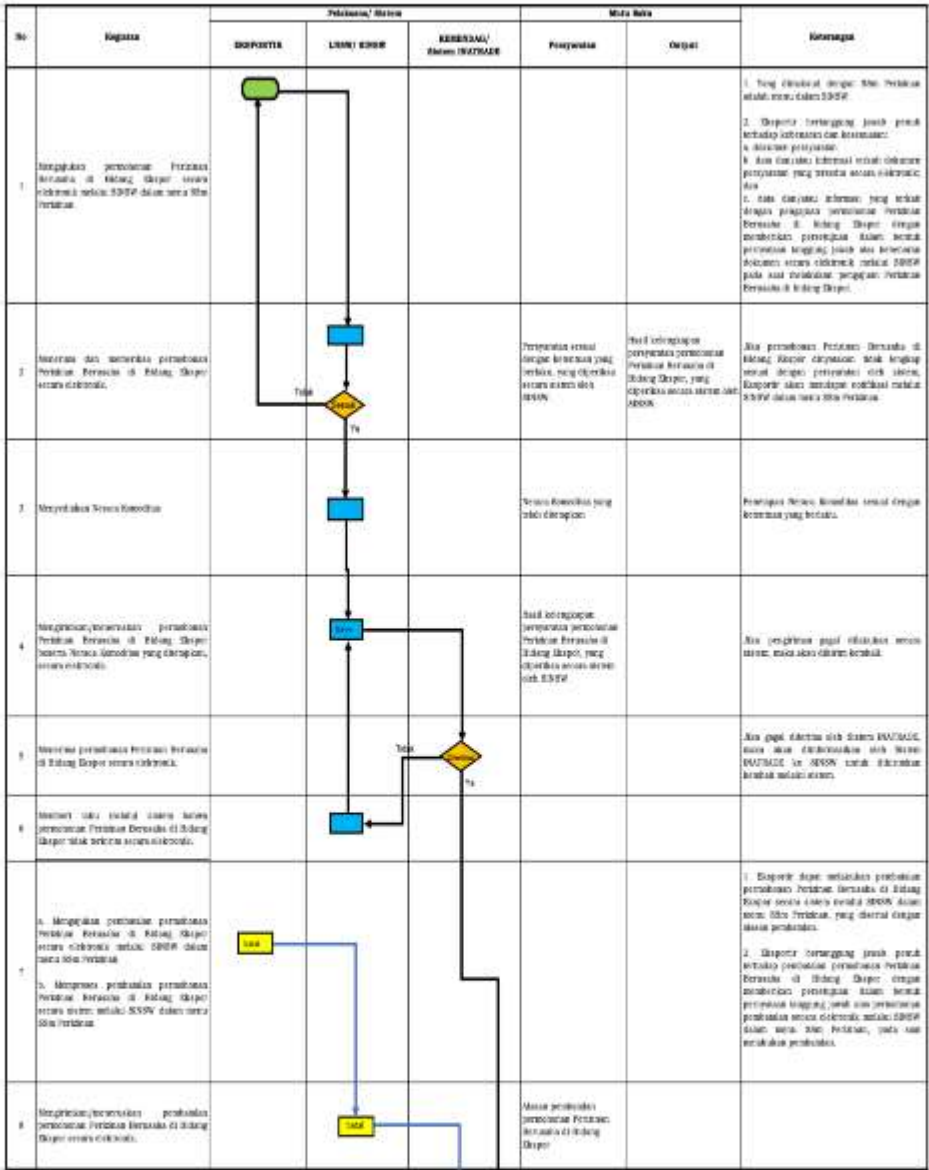 Pelaksana/ Sistem
Mutu Baku
No
Kegiatan
EKSPORTIR
LNSW/ SINSW
KEMENDAG/
Sistem INATRADE
Persyaratan
Output
Keterangan
1
Mengajukan permohonan Perizinan
Berusaha di Bidang Ekspor secara
elektronik melalui SINSW dalam menu SSm
Perizinan.
1. Yang dimaksud dengan SSm Perizinan
adalah menu dalam SINSW.
2. Eksportir bertanggung jawab penuh
terhadap kebenaran dan kesesuaian:
a. dokumen persyaratan
b. data dan/atau informasi terkait dokumen
persyaratan yang tersedia secara elektronik;
dan
c. data dan/atau informasi yang terkait
dengan pengajuan permohonan Perizinan
Berusaha di Bidang Ekspor dengan
memberikan persetujuan dalam bentuk
pernyataan tanggung jawab atas kebenaran
dokumen secara elektronik melalui SINSW
pada saat melakukan pengajuan Perizinan
Berusaha di Bidang Ekspor.
2
Menerima dan memeriksa permohonan
Perizinan Berusaha di Bidang Ekspor
secara elektronik.
Tidak
Ya
Persyaratan sesuai
dengan ketentuan yang
berlaku, yang diperiksa
secara sistem oleh
SINSW
Hasil kelengkapan
persyaratan permohonan
Perizinan Berusaha di
Bidang Ekspor, yang
diperiksa secara sistem oleh
SINSW
Jika permohonan Perizinan Berusaha di
Bidang Ekspor dinyatakan tidak lengkap
sesuai dengan persyaratan oleh sistem,
Eksportir akan mendapat notifikasi melalui
SINSW dalam menu SSm Perizinan.
3
Menyediakan Neraca Komoditas
Neraca Komoditas yang
telah ditetapkan
Penetapan Neraca Komoditas sesuai dengan
ketentuan yang berlaku.
4
Mengirimkan/meneruskan permohonan
Perizinan Berusaha di Bidang Ekspor
beserta Neraca Komoditas yang ditetapkan,
secara elektronik.
Hasil kelengkapan
persyaratan permohonan
Perizinan Berusaha di
Bidang Ekspor, yang
diperiksa secara sistem
oleh SINSW
Jika pengiriman gagal dilakukan secara
sistem, maka akan dikirim kembali.
5
Menerima permohonan Perizinan Berusaha
di Bidang Ekspor secara elektronik.
Tidak
Ya
Jika gagal diterima oleh Sistem INATRADE,
maka akan diinformasikan oleh Sistem
INATRADE ke SINSW untuk dikirimkan
kembali melalui sistem.
6
Memberi tahu melalui sistem bahwa
permohonan Perizinan Berusaha di Bidang
Ekspor tidak terkirim secara elektronik.
7
a. Mengajukan pembatalan permohonan
Perizinan Berusaha di Bidang Ekspor
secara elektronik melalui SINSW dalam
menu SSm Perizinan
b. Memproses pembatalan permohonan
Perizinan Berusaha di Bidang Ekspor
secara sistem melalui SINSW dalam menu
SSm Perizinan
batal
1. Eksportir dapat melakukan pembatalan
permohonan Perizinan Berusaha di Bidang
Ekspor secara sistem melalui SINSW dalam
menu SSm Perizinan, yang disertai dengan
alasan pembatalan.
2. Eksportir bertanggung jawab penuh
terhadap pembatalan permohonan Perizinan
Berusaha di Bidang Ekspor dengan
memberikan persetujuan dalam bentuk
pernyataan tanggung jawab atas permohonan
pembatalan secara elektronik melalui SINSW
dalam menu SSm Perizinan, pada saat
melakukan pembatalan.
8
Mengirimkan/meneruskan pembatalan
permohonan Perizinan Berusaha di Bidang
Ekspor secara elektronik.
batal
Alasan pembatalan
permohonan Perizinan
Berusaha di Bidang
Ekspor